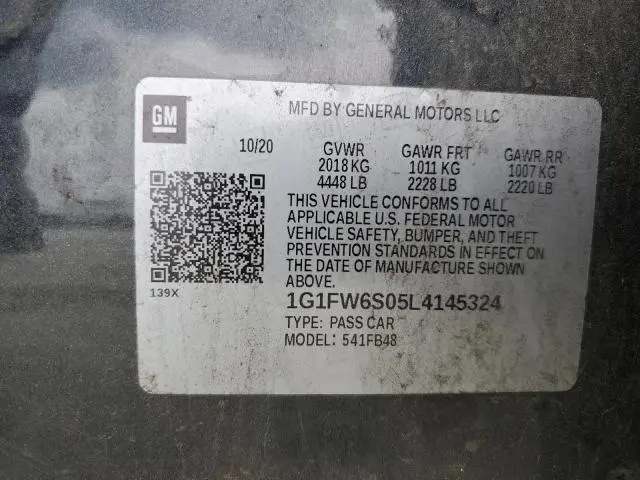 GM
MFD BY GENERAL MOTORS LLC
10/20 GVWR GAWR FRT GAWR RR
2018 KG 1011 KG 1007 KG
4448 LB 2228 LB 2220 LB
THIS VEHICLE CONFORMS TO ALL
APPLICABLE U.S. FEDERAL MOTOR
VEHICLE SAFETY, BUMPER, AND THEFT
PREVENTION STANDARDS IN EFFECT ON
THE DATE OF MANUFACTURE SHOWN
ABOVE.
139X
1G1FW6S05L4145324
TYPE: PASS CAR
MODEL: 541FB48